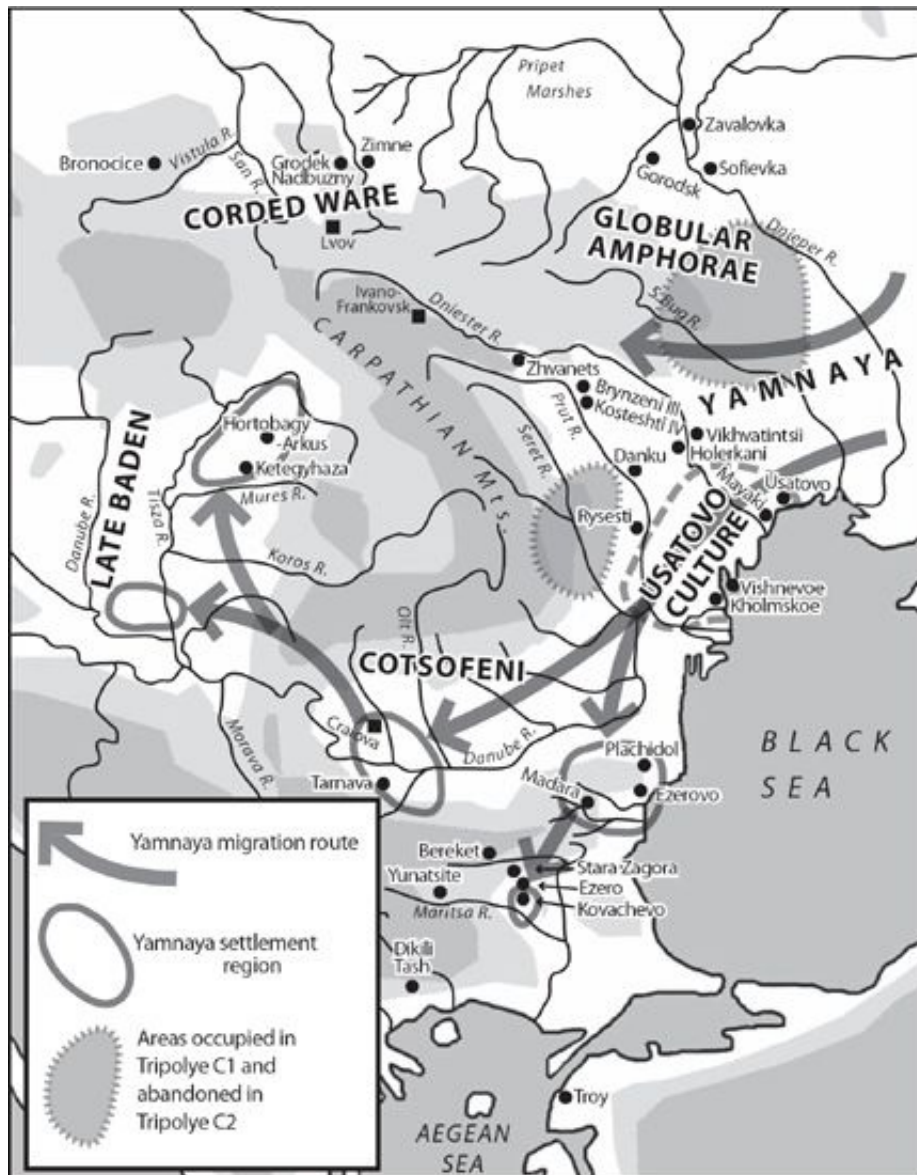 Pripet
Marshes
Zavalovka
Bronocice
Vistula R.
San R.
Grodek
Nadbuzny
Zimne
Gorodsk
Sofievka
CORDED WARE
Lvov
GLOBULAR
AMPHORAE
Dnieper R.
Ivano-
Frankovsk
Dniester R.
S.Bug R.
CARPATHIAN Mts.
Zhvanets
YAMNAYA
Brynzeni III
Kosteshti IV
Prut R.
Seret R.
Vikhvatintsii
Holerkani
Hortobagy
-Arkus
Ketegyhaza
Danku
Mayaki
Usatovo
LATE BADEN
Danube R.
Tisza R.
Mures R.
Rysesti
USATOVO
CULTURE
Koros R.
Vishnevoe
Kholmskoe
Olt R.
COTSOFENI
Craiova
Danube R.
Plachidol
BLACK
SEA
Morava R.
Tarnava
Madara
Ezerovo
Bereket
Stara Zagora
Yunatsite
Ezero
Maritsa R.
Kovachevo
Dikili
Tash
Troy
AEGEAN
SEA
Yamnaya migration route
Yamnaya settlement
region
Areas occupied in
Tripolye C1 and
abandoned in
Tripolye C2